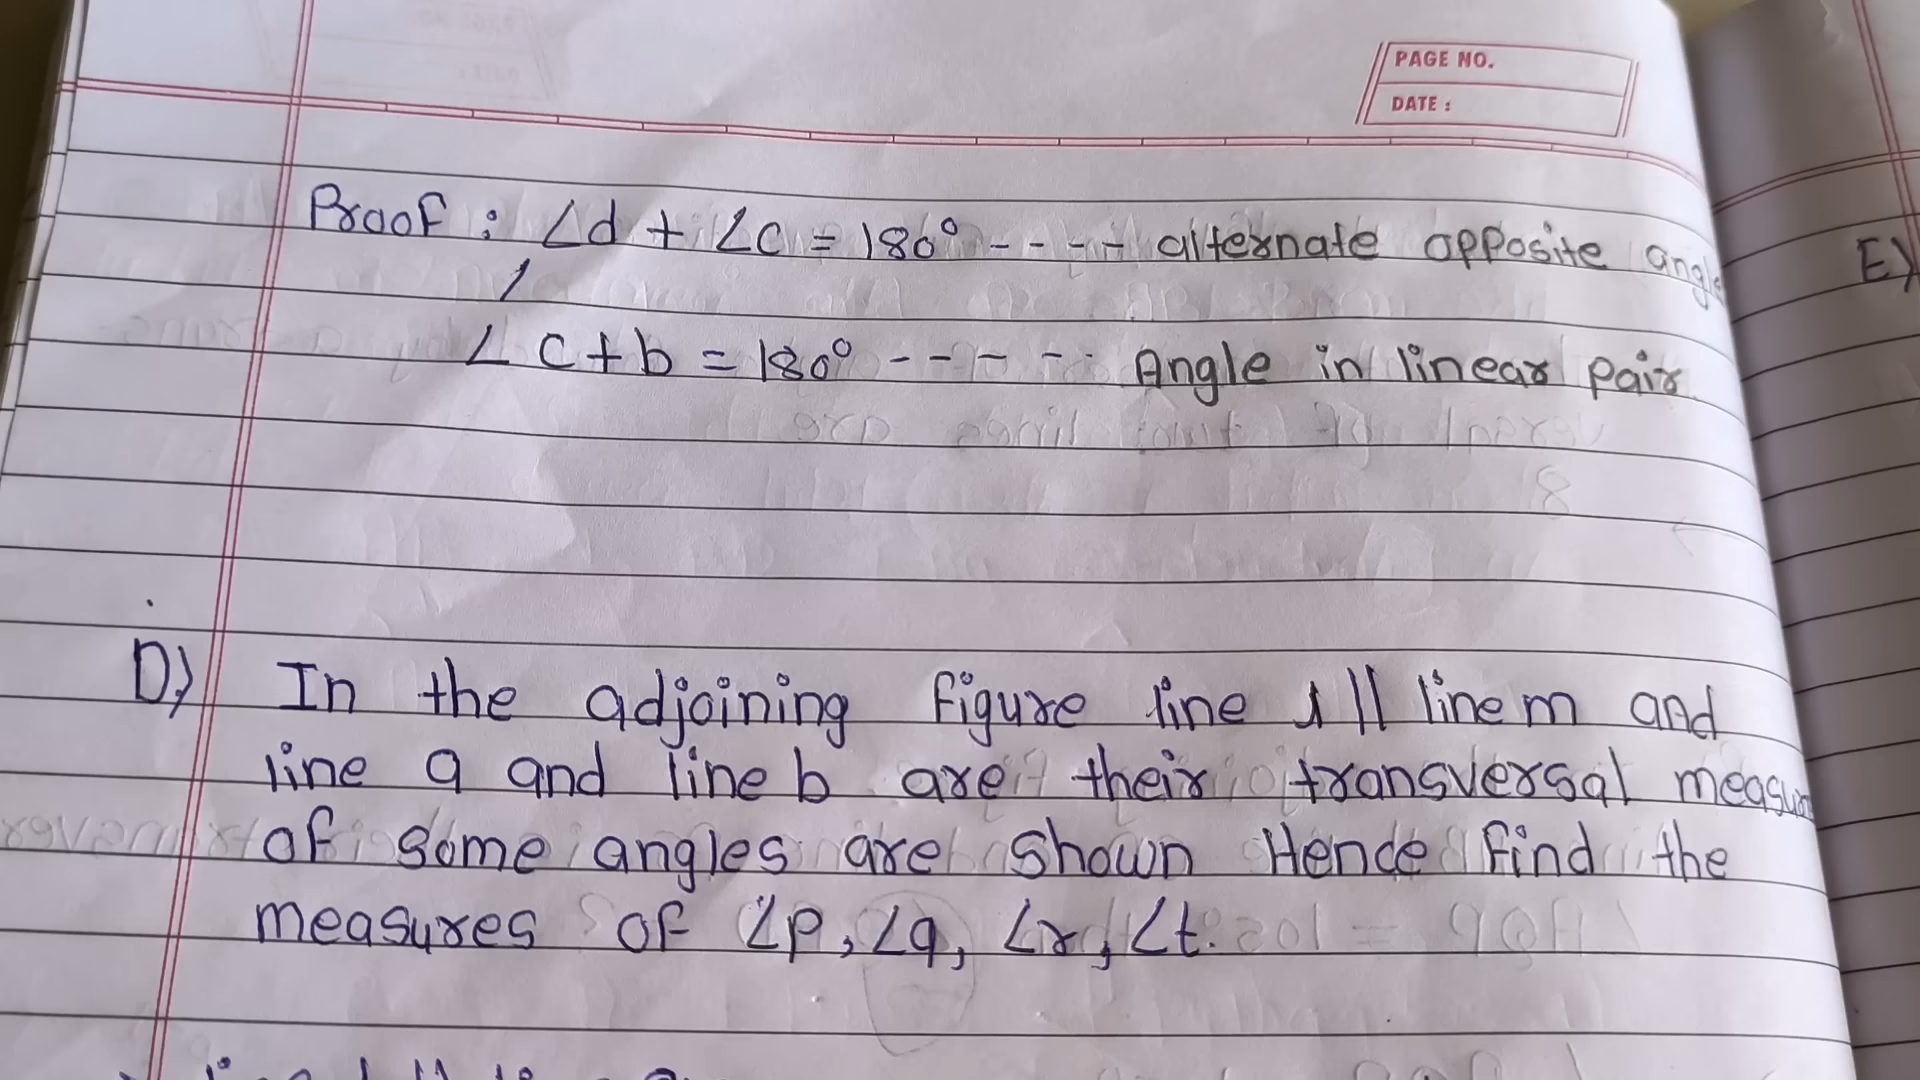 PAGE NO.
DATE :
Proof : ∠d + ∠c = 180° - - - - alternate opposite angle
∠ c + b = 180° - - - - - Angle in linear pair
E)
D) In the adjoining figure line l || line m and
line a and line b are their transversal measure
of some angles are shown Hence find the
measures of ∠p, ∠q, ∠r, ∠t.